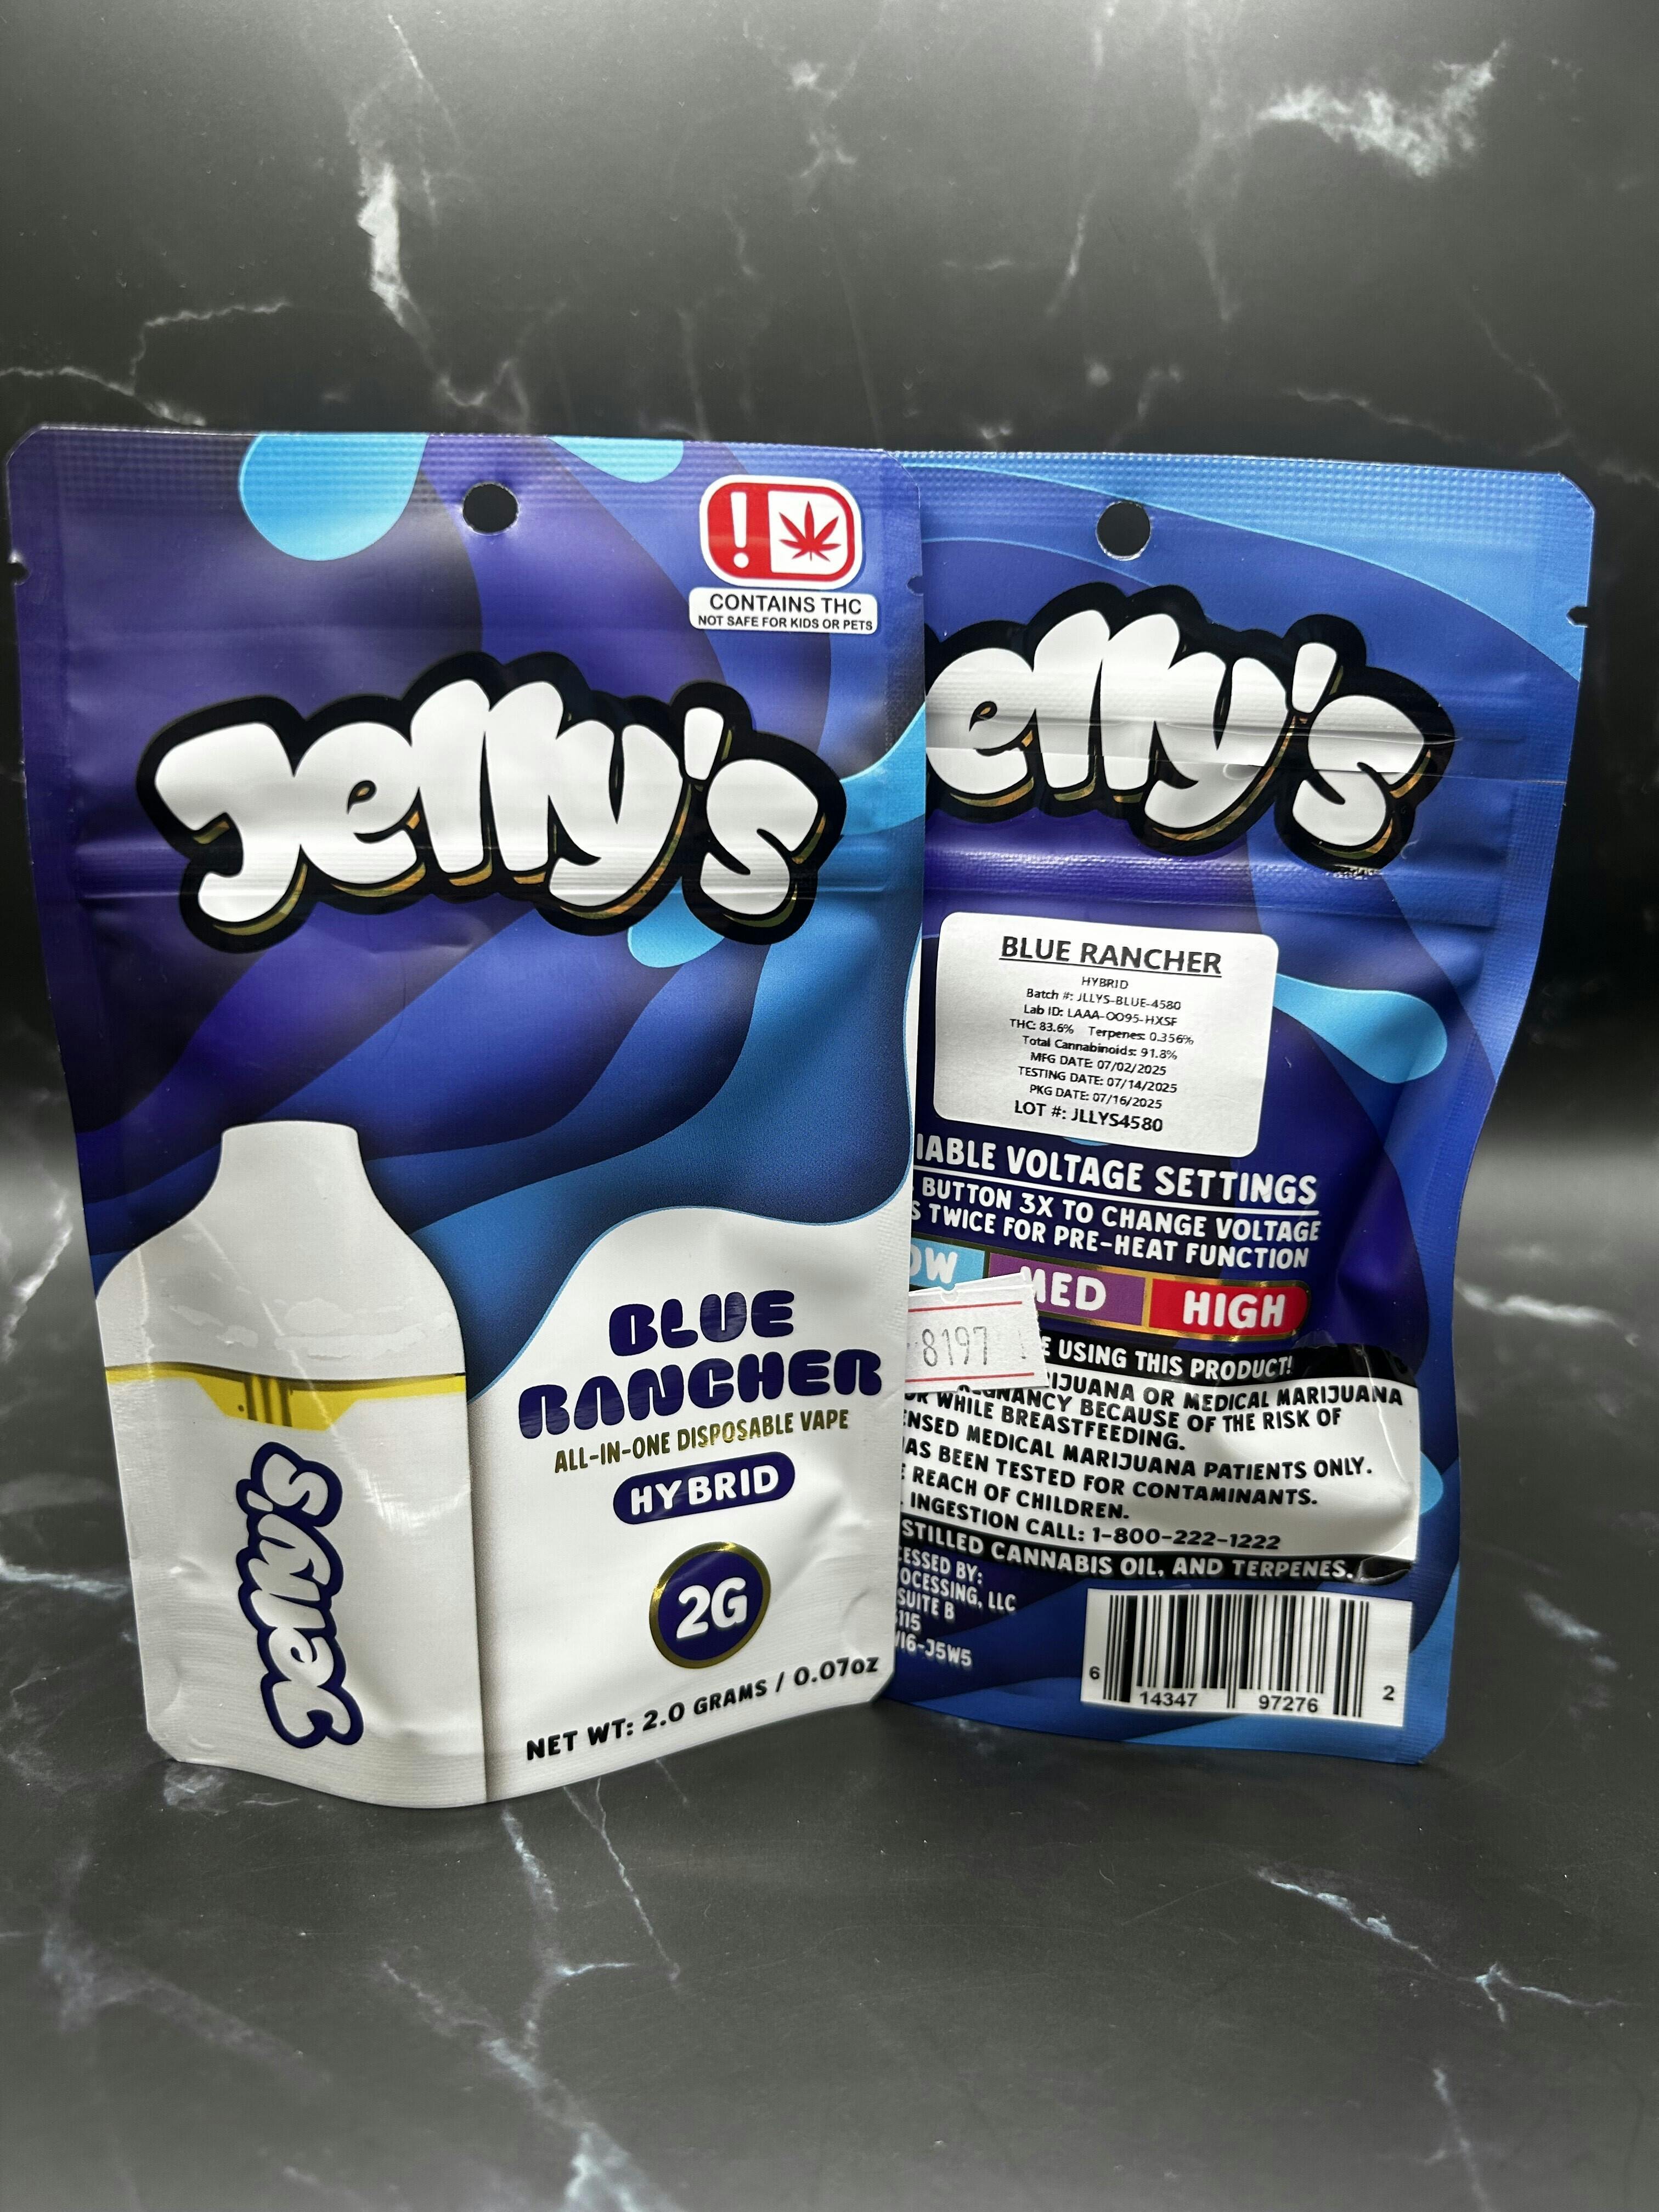 CONTAINS THC
NOT SAFE FOR KIDS OR PETS
Jelly's
BLUE
RANCHER
ALL-IN-ONE DISPOSABLE VAPE
HYBRID
2G
NET WT: 2.0 GRAMS / 0.07oz
Jelly's
elly's
BLUE RANCHER
HYBRID
Batch #: JLLYS-BLUE-4580
Lab ID: LAAA-OO95-HXSF
THC: 83.6% Terpenes: 0.356%
Total Cannabinoids: 91.8%
MFG DATE: 07/02/2025
TESTING DATE: 07/14/2025
PKG DATE: 07/16/2025
LOT #: JLLYS4580
IABLE VOLTAGE SETTINGS
BUTTON 3X TO CHANGE VOLTAGE
S TWICE FOR PRE-HEAT FUNCTION
OW MED HIGH
8197
E USING THIS PRODUCT!
RIJUANA OR MEDICAL MARIJUANA
GNANCY BECAUSE OF THE RISK OF
OR WHILE BREASTFEEDING.
ENSED MEDICAL MARIJUANA PATIENTS ONLY.
AS BEEN TESTED FOR CONTAMINANTS.
E REACH OF CHILDREN.
INGESTION CALL: 1-800-222-1222
STILLED CANNABIS OIL, AND TERPENES.
ESSED BY:
OCESSING, LLC
SUITE B
115
J5W5
6 14347 97276 2